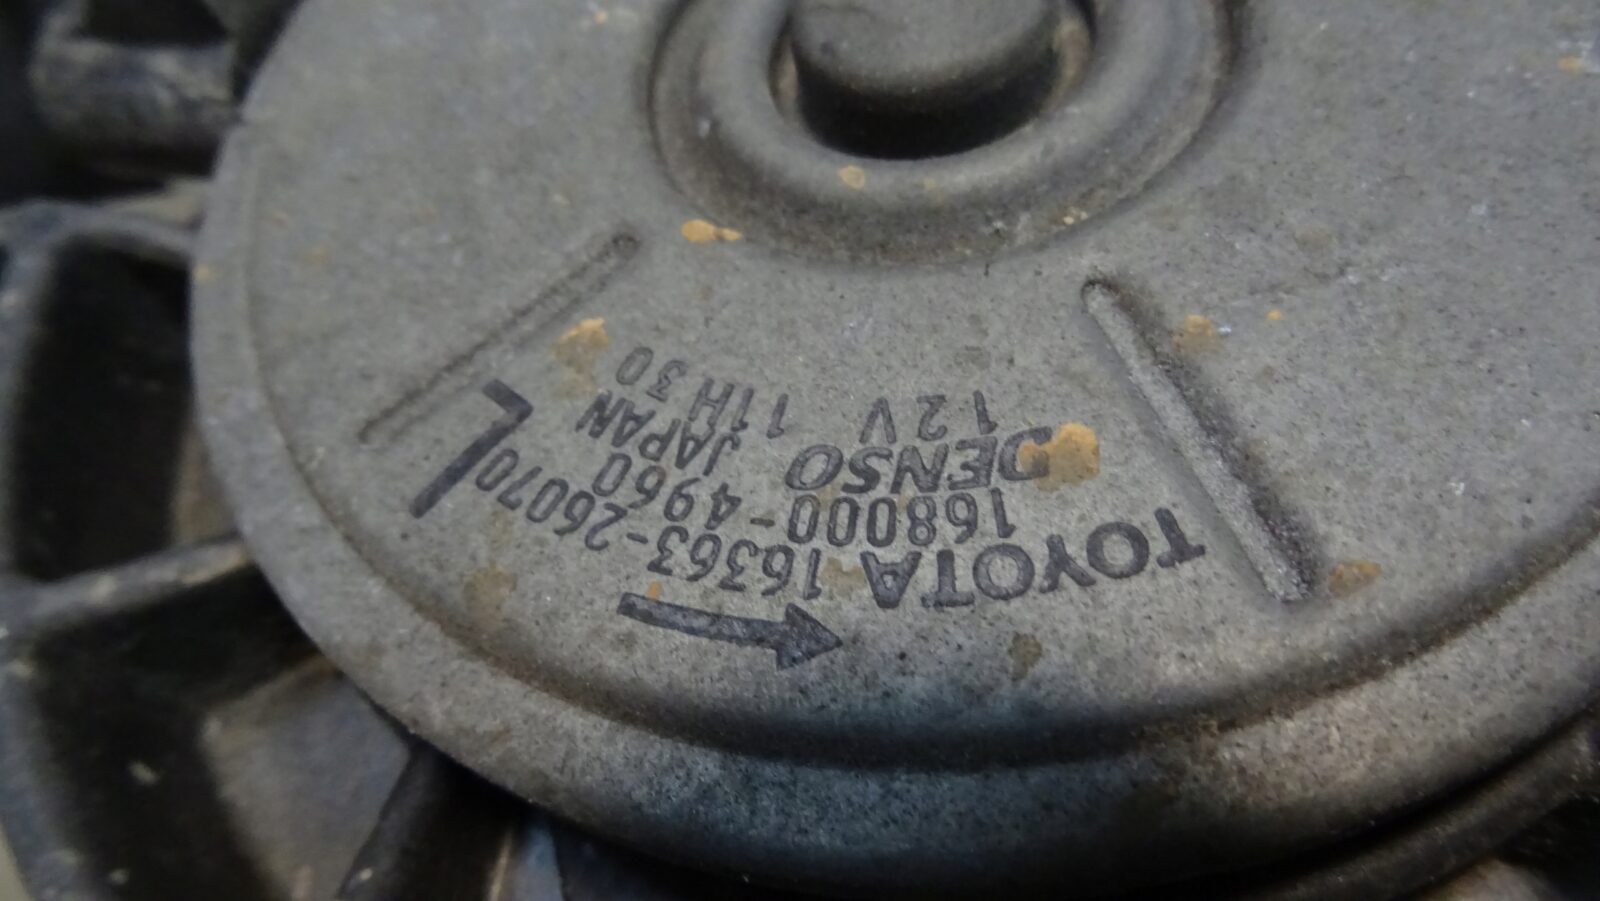 TOYOTA 16363-26070 L
168000-4960
DENSO JAPAN
12V 11H30